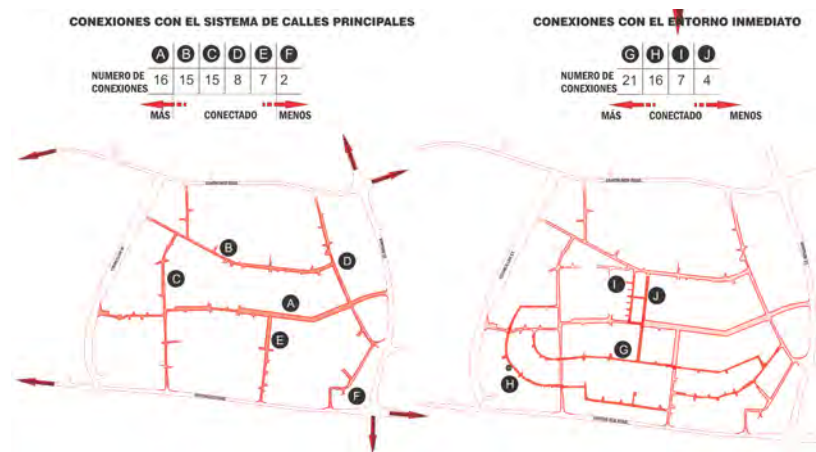 CONEXIONES CON EL SISTEMA DE CALLES PRINCIPALES
A B C D E F
NUMERO DE CONEXIONES 16 15 15 8 7 2
MÁS CONECTADO MENOS
B
D
C
A
E
F
CONEXIONES CON EL ENTORNO INMEDIATO
G H I J
NUMERO DE CONEXIONES 21 16 7 4
MÁS CONECTADO MENOS
I
J
G
H